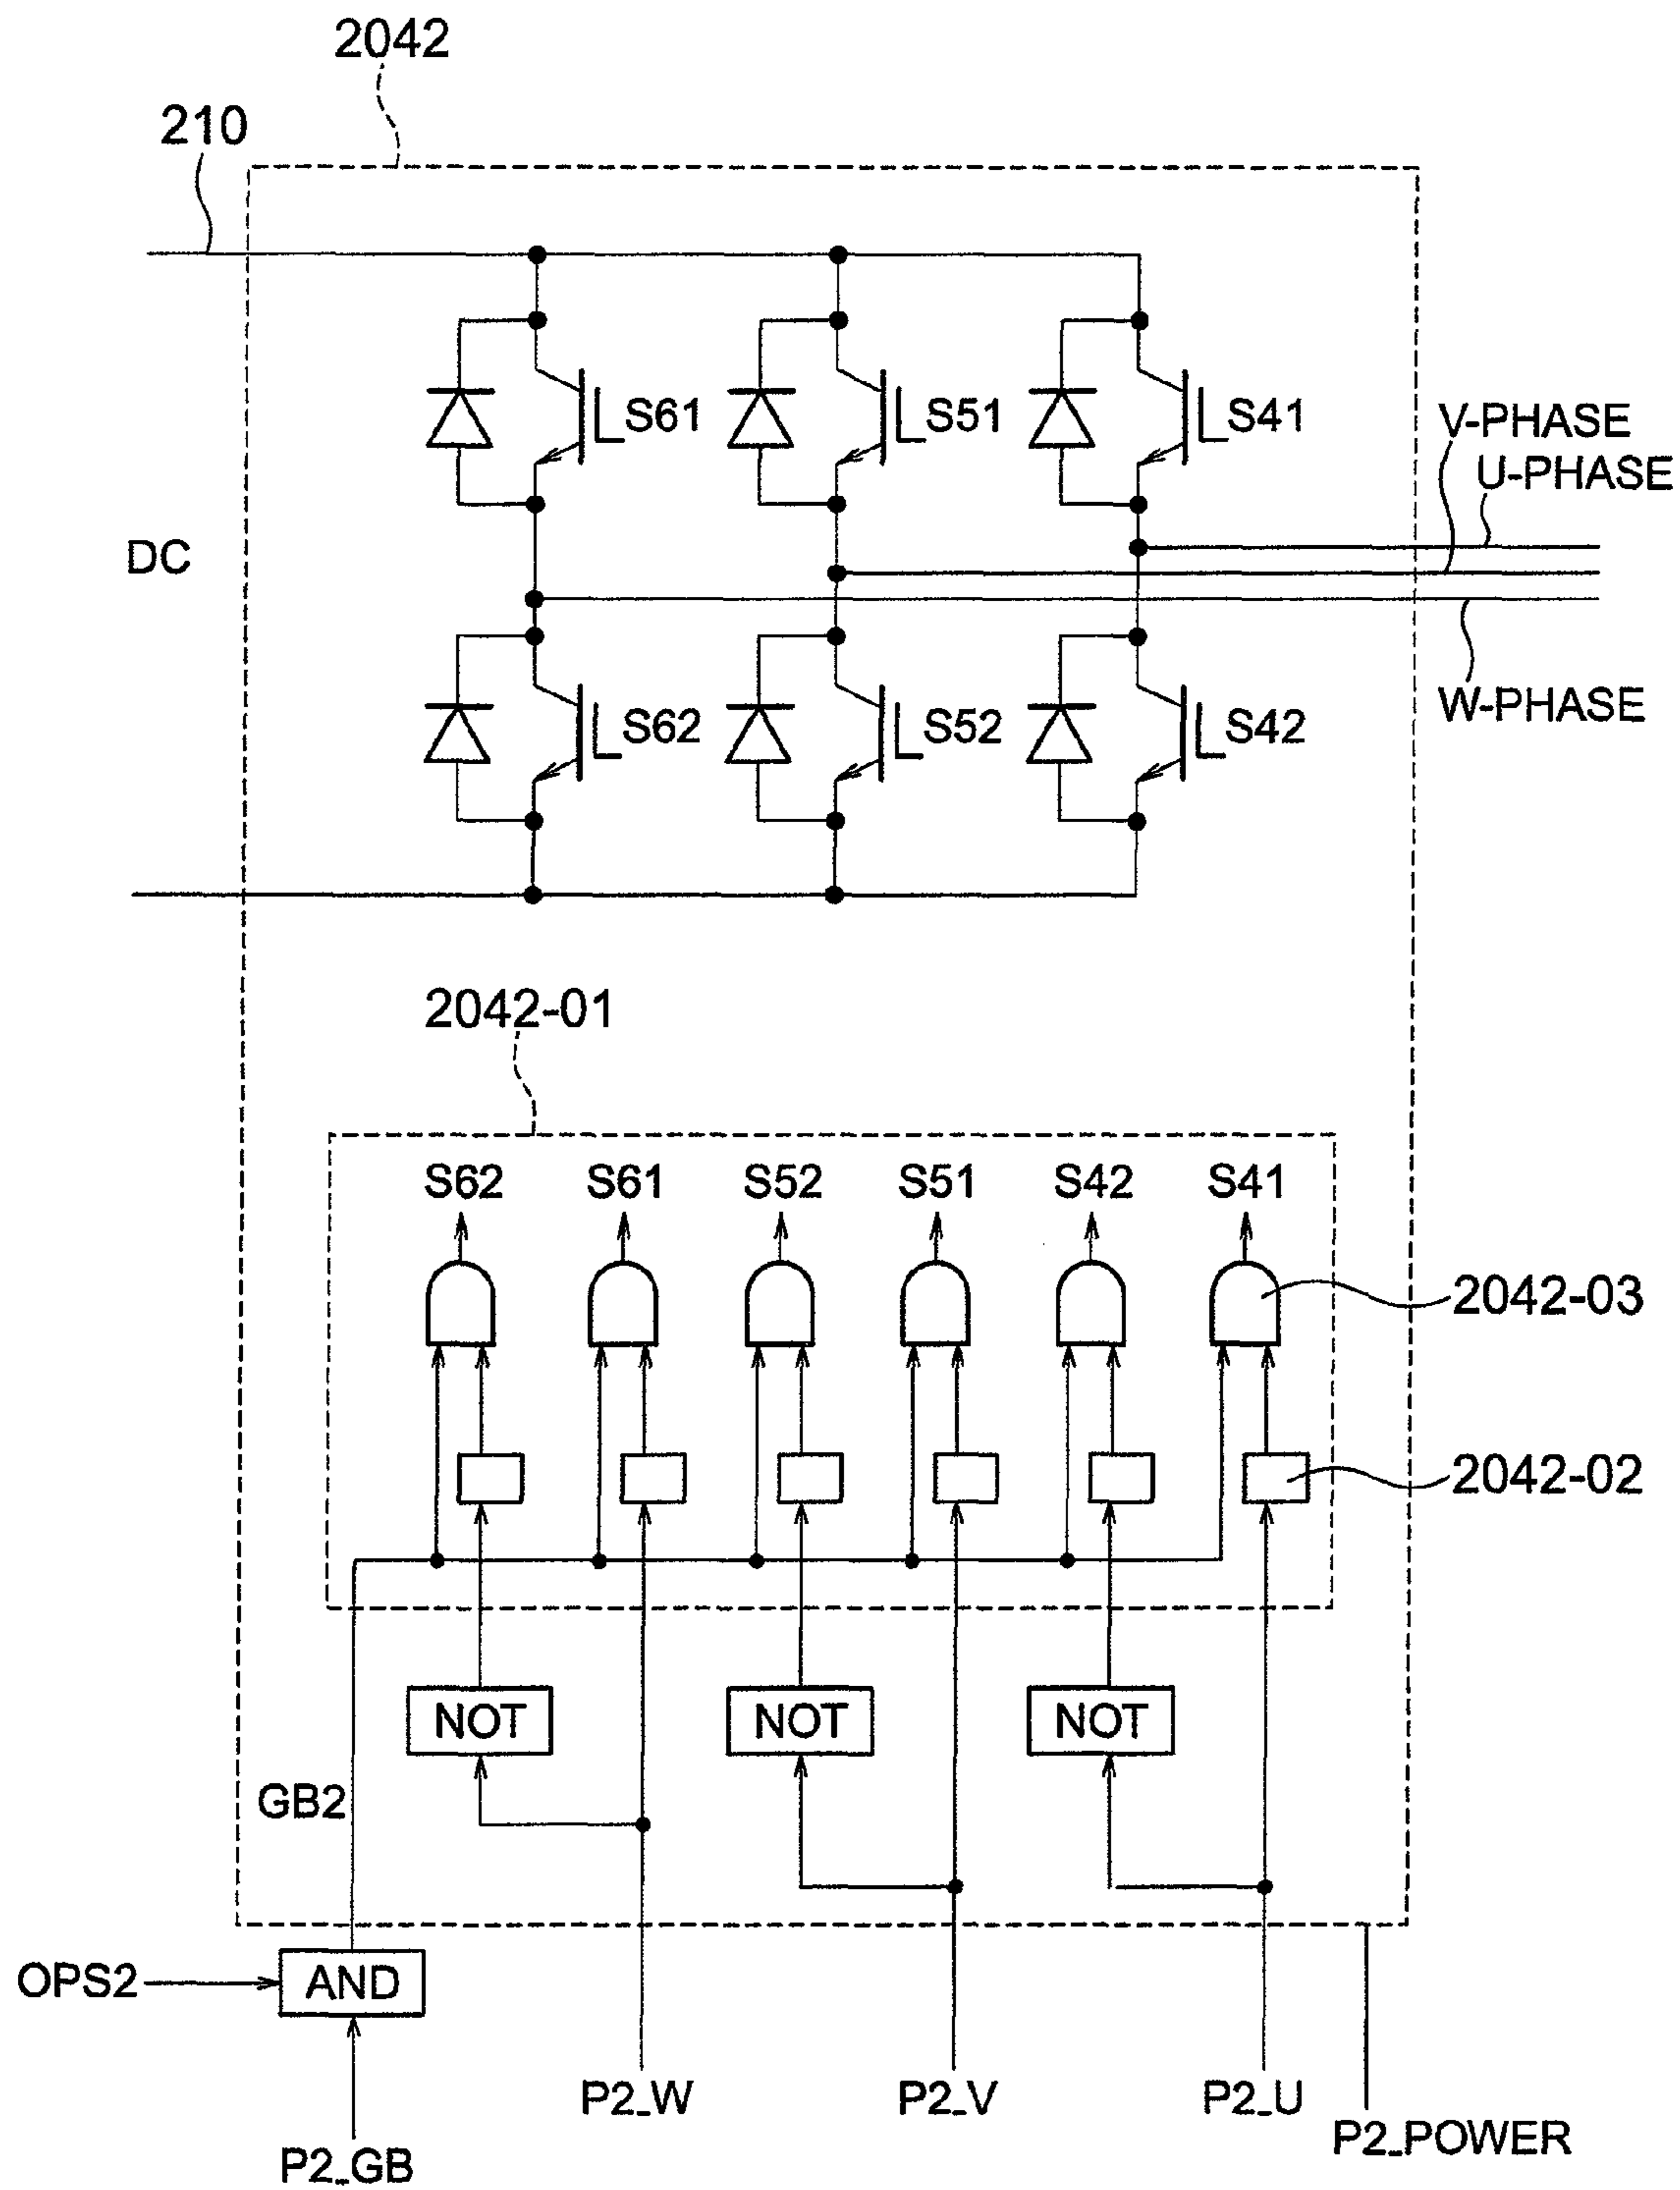 2042
210
S61
S51
S41
V-PHASE
U-PHASE
DC
W-PHASE
S62
S52
S42
2042-01
S62
S61
S52
S51
S42
S41
2042-03
2042-02
NOT
NOT
NOT
GB2
OPS2
AND
P2_W
P2_V
P2_U
P2_POWER
P2_GB